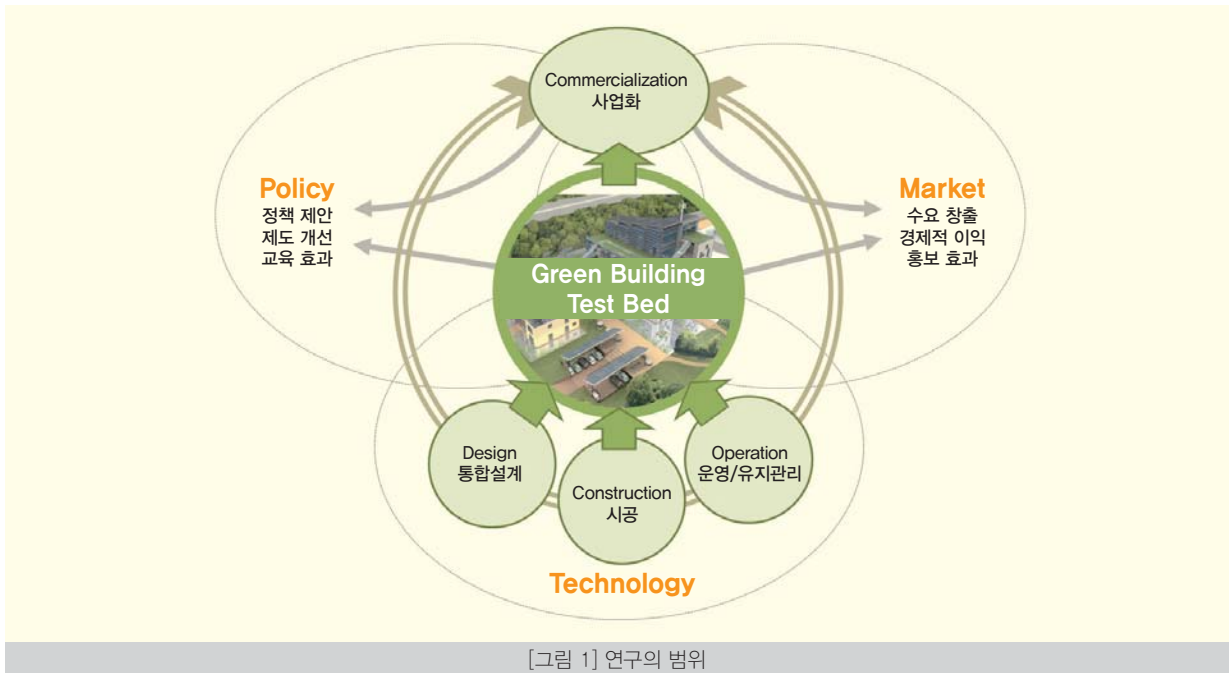 Commercialization
사업화
Policy
정책 제안
제도 개선
교육 효과
Market
수요 창출
경제적 이익
홍보 효과
Green Building
Test Bed
Design
통합설계
Construction
시공
Operation
운영/유지관리
Technology
[그림 1] 연구의 범위